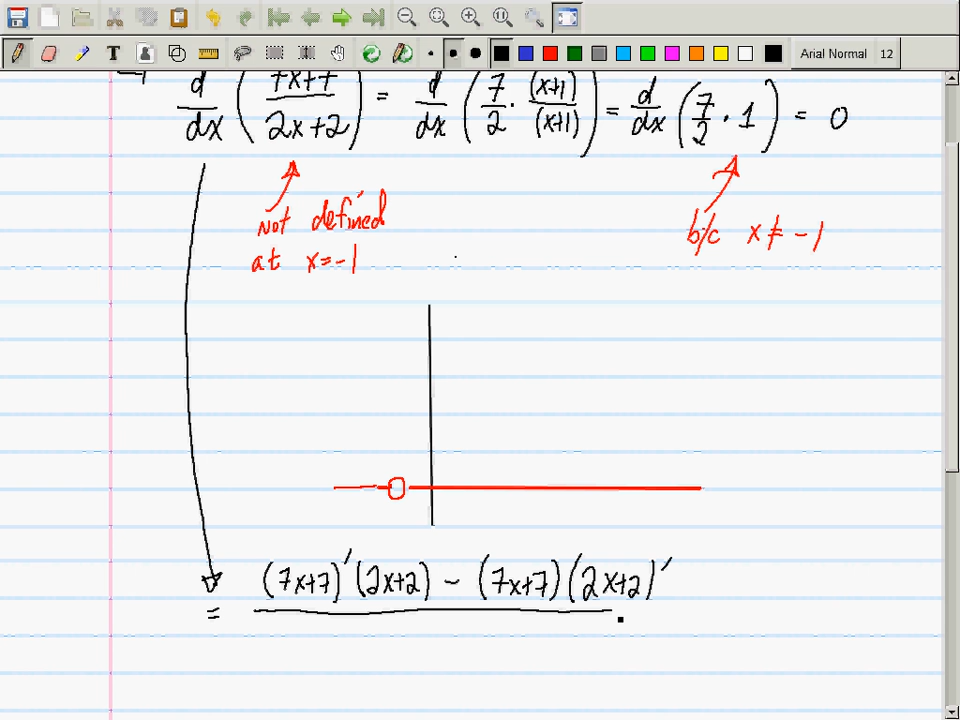 T 11 Arial Normal 12
d/dx ( 7x+7 / 2x+2 ) = d/dx ( 7/2 · (x+1)/(x+1) ) = d/dx ( 7/2 · 1 ) = 0
Not defined
at x=-1
b/c x ≠ -1
= (7x+7)'(2x+2) - (7x+7)(2x+2)'